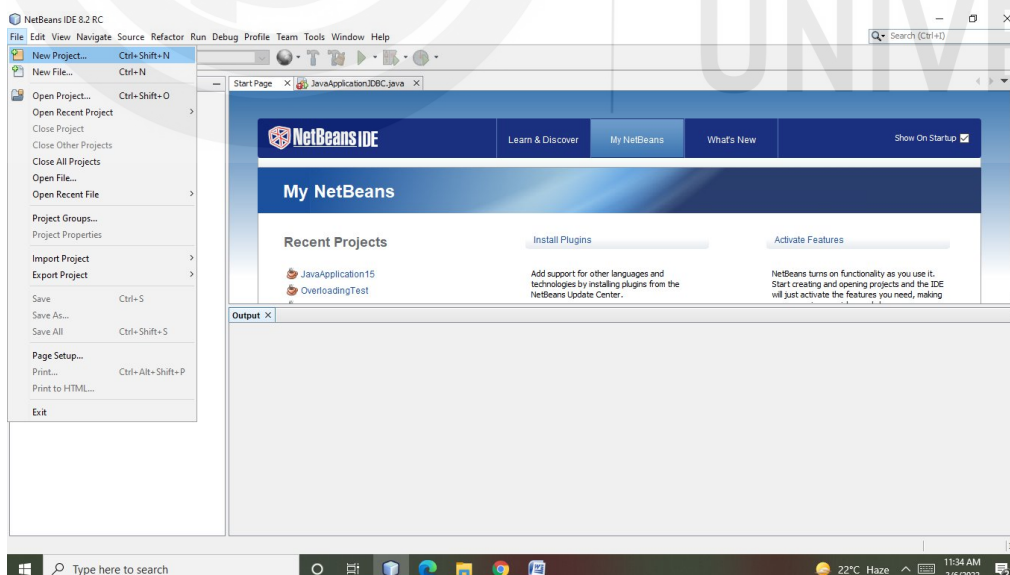 NetBeans IDE 8.2 RC
UNIVE
File Edit View Navigate Source Refactor Run Debug Profile Team Tools Window Help
Search (Ctrl+I)
New Project... Ctrl+Shift+N
New File... Ctrl+N
Open Project... Ctrl+Shift+O
Open Recent Project
Close Project
Close Other Projects
Close All Projects
Open File...
Open Recent File
Project Groups...
Project Properties
Import Project
Export Project
Save Ctrl+S
Save As...
Save All Ctrl+Shift+S
Page Setup...
Print... Ctrl+Alt+Shift+P
Print to HTML...
Exit
Start Page JavaApplicationJDBC.java
NetBeans IDE
Learn & Discover My NetBeans What's New Show On Startup
My NetBeans
Recent Projects
JavaApplication15
OverloadingTest
Install Plugins
Add support for other languages and
technologies by installing plugins from the
NetBeans Update Center.
Activate Features
NetBeans turns on functionality as you use it.
Start creating and opening projects and the IDE
will just activate the features you need, making
Output
Type here to search
22°C Haze
11:34 AM